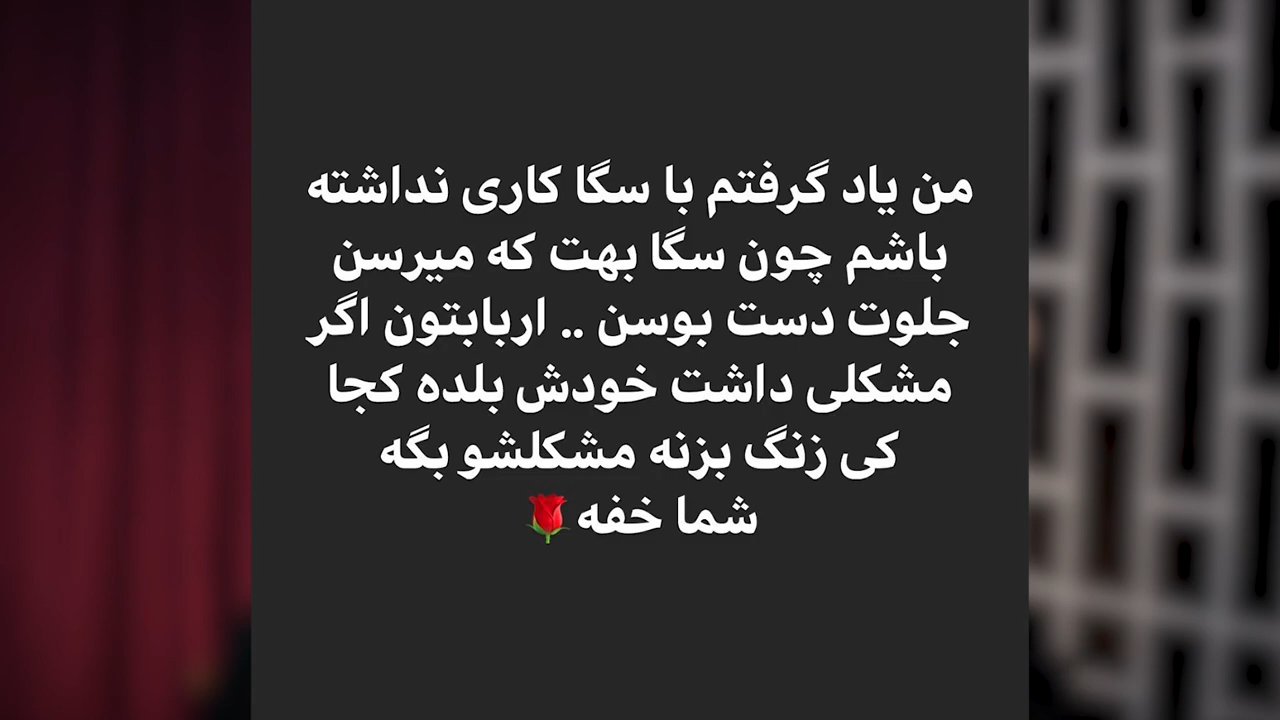 من یاد گرفتم با سگا کاری نداشته
باشم چون سگا بهت که میرسن
جلوت دست بوسن .. اربابتون اگر
مشکلی داشت خودش بلده کجا
کی زنگ بزنه مشکلشو بگه
شما خفه🌹